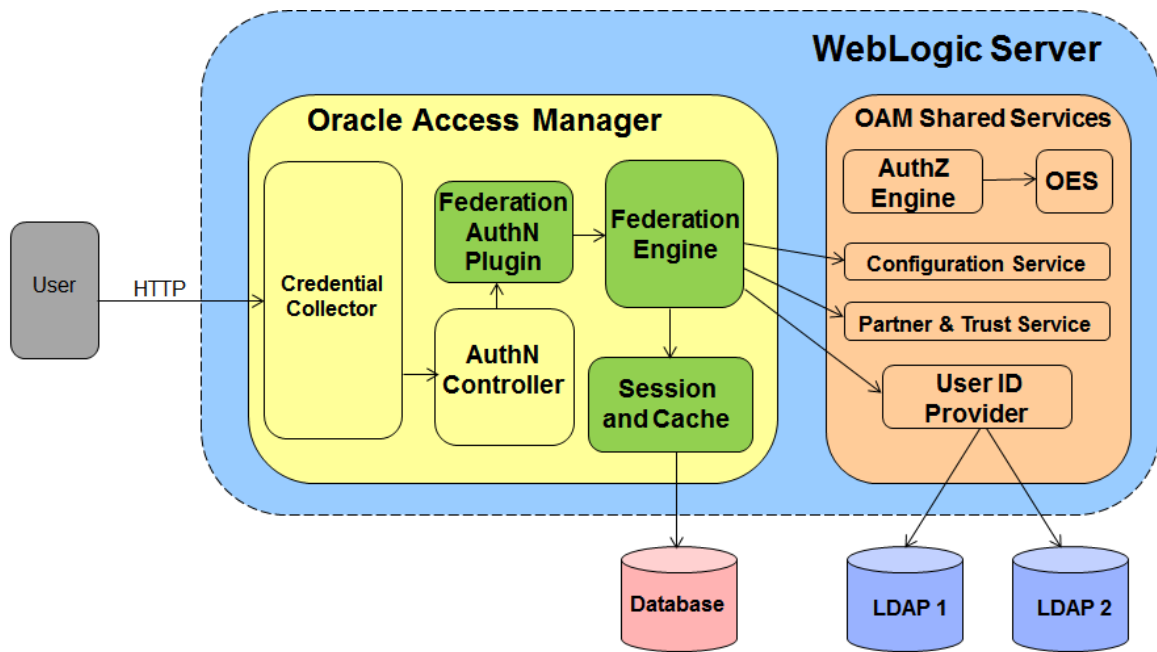 WebLogic Server
Oracle Access Manager
OAM Shared Services
User
HTTP
Credential
Collector
Federation
AuthN
Plugin
AuthN
Controller
Federation
Engine
Session
and Cache
AuthZ
Engine
OES
Configuration Service
Partner & Trust Service
User ID
Provider
Database
LDAP 1
LDAP 2